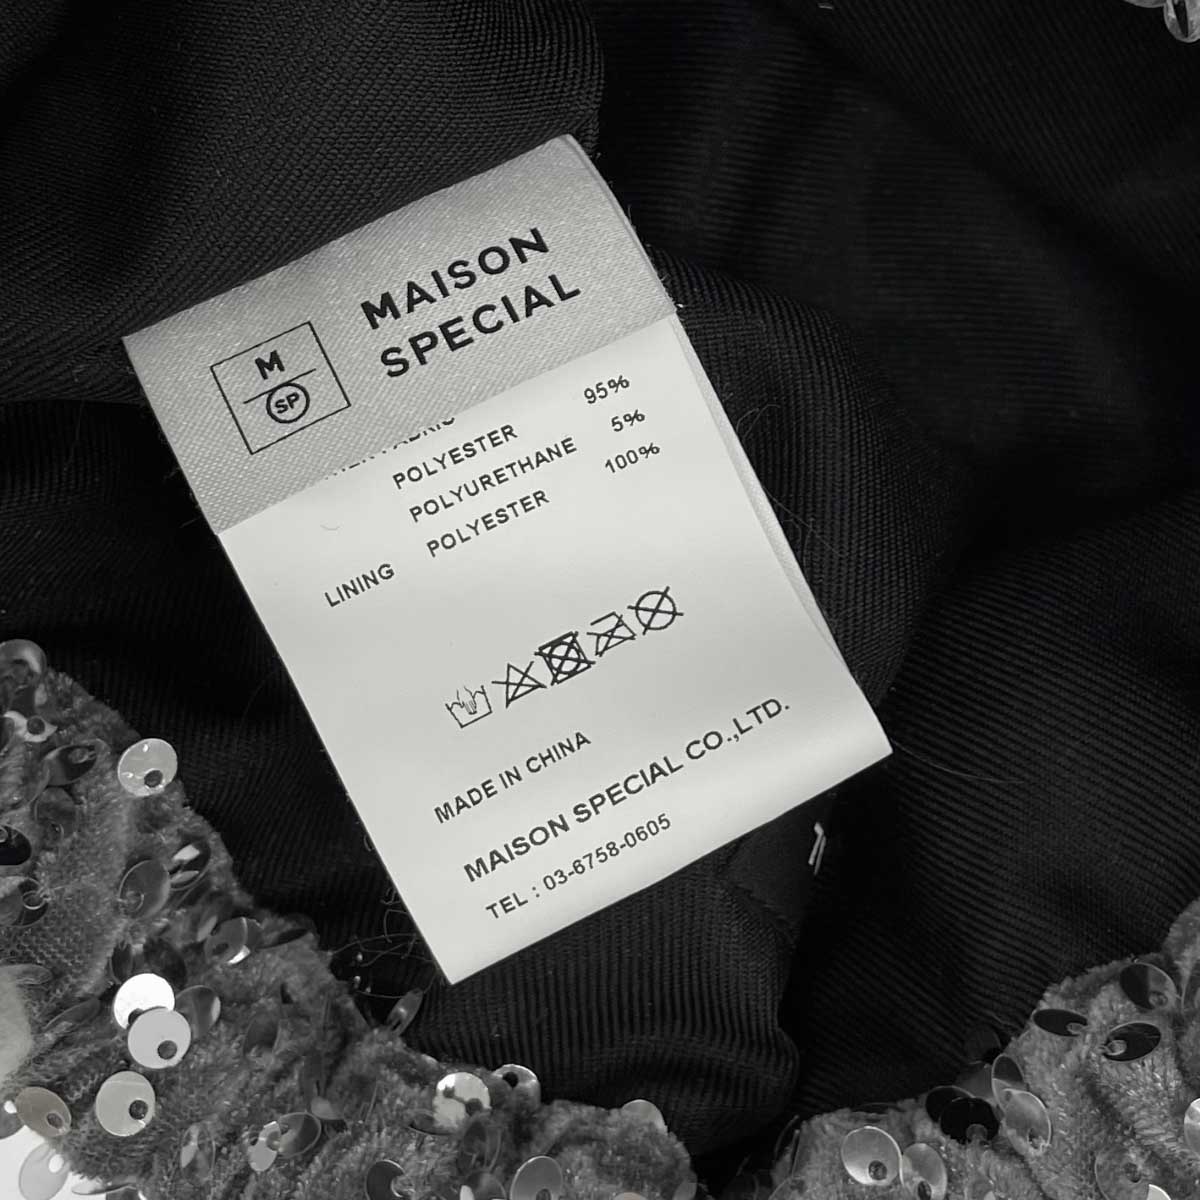 M
SP
MAISON
SPECIAL
POLYESTER 95%
POLYURETHANE 5%
LINING POLYESTER 100%
MADE IN CHINA
MAISON SPECIAL CO.,LTD.
TEL : 03-6758-0605